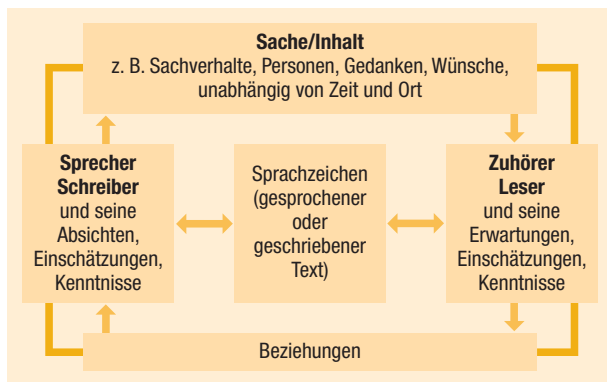 Sache/Inhalt
z. B. Sachverhalte, Personen, Gedanken, Wünsche,
unabhängig von Zeit und Ort
Sprecher
Schreiber
und seine
Absichten,
Einschätzungen,
Kenntnisse
Sprachzeichen
(gesprochener
oder
geschriebener
Text)
Zuhörer
Leser
und seine
Erwartungen,
Einschätzungen,
Kenntnisse
Beziehungen